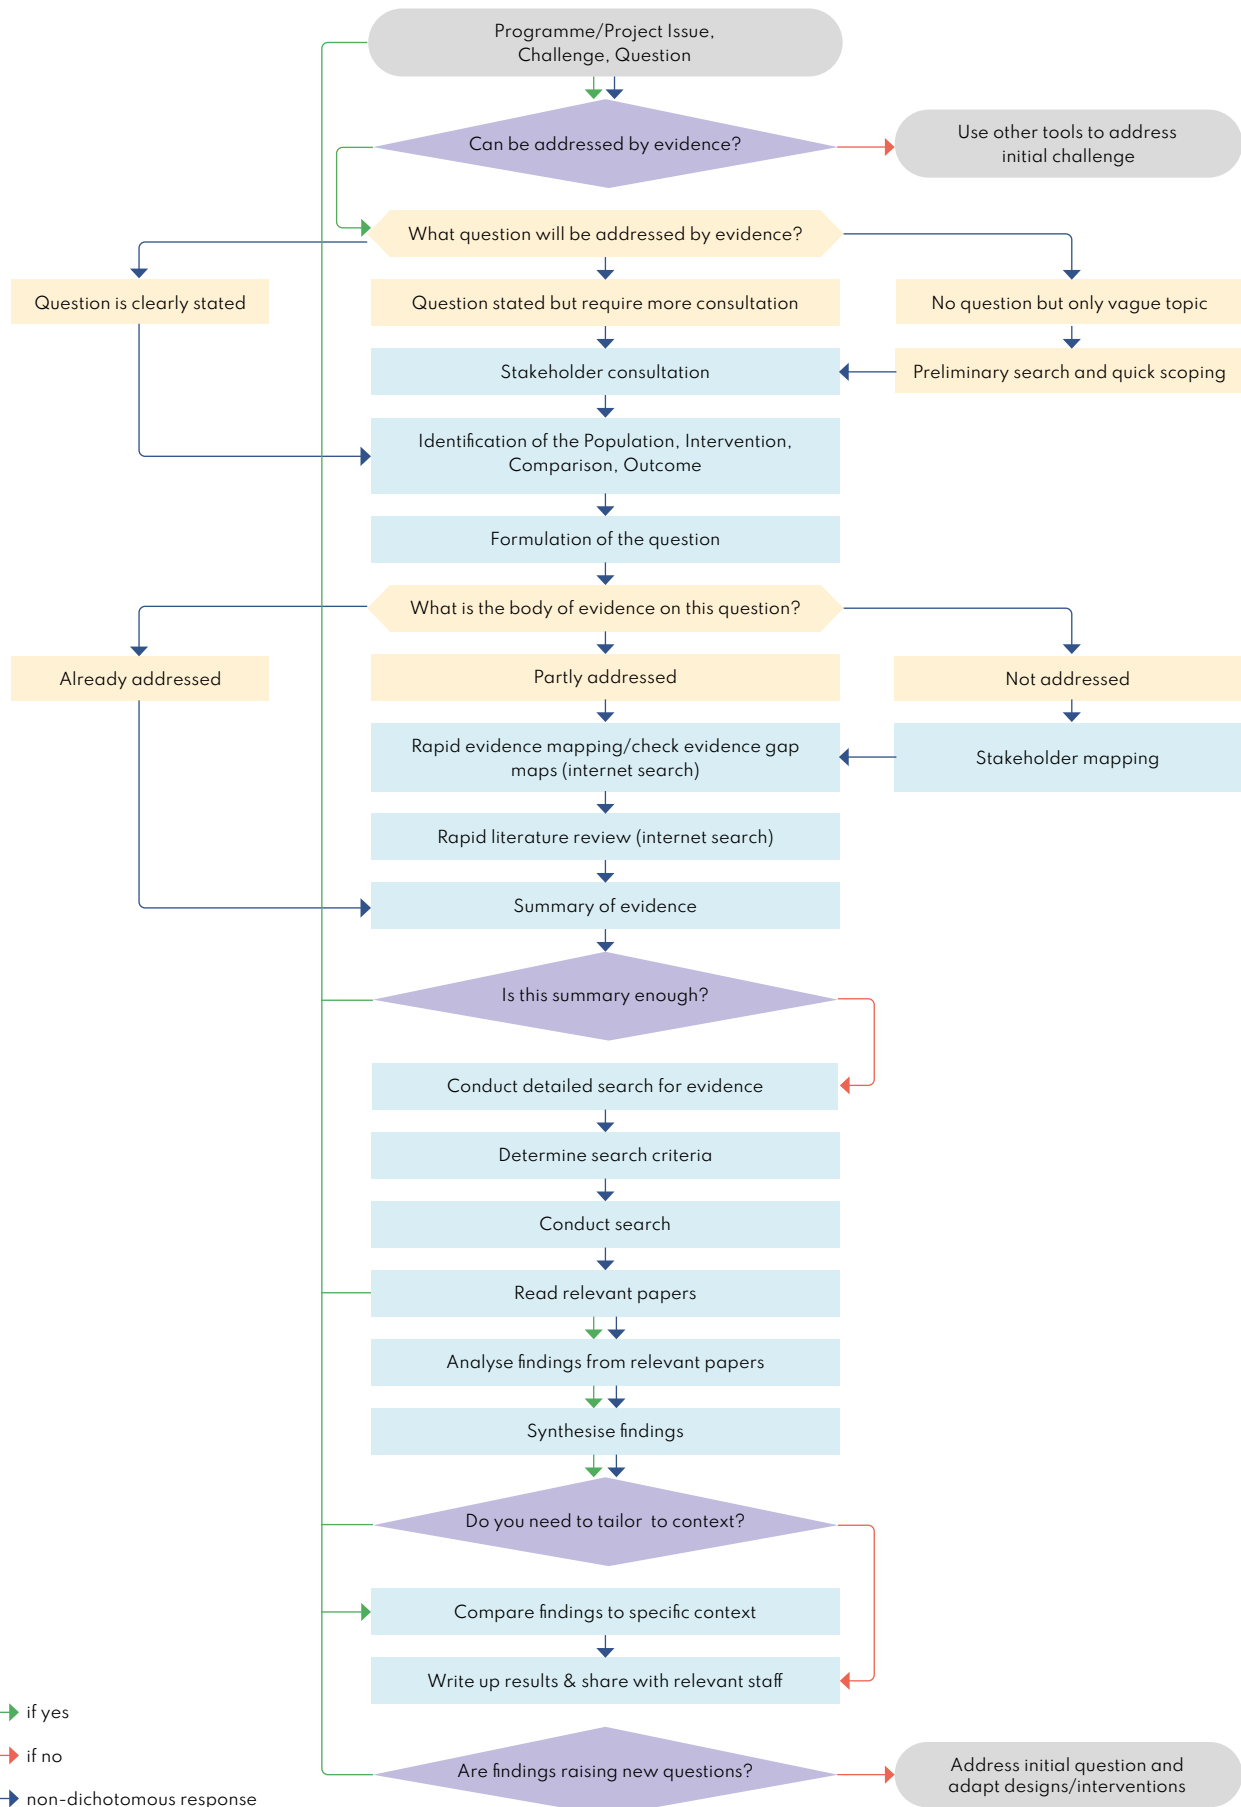 Programme/Project Issue,
Challenge, Question
Can be addressed by evidence?
Use other tools to address
initial challenge
What question will be addressed by evidence?
Question is clearly stated
Question stated but require more consultation
No question but only vague topic
Stakeholder consultation
Preliminary search and quick scoping
Identification of the Population, Intervention,
Comparison, Outcome
Formulation of the question
What is the body of evidence on this question?
Already addressed
Partly addressed
Not addressed
Rapid evidence mapping/check evidence gap
maps (internet search)
Stakeholder mapping
Rapid literature review (internet search)
Summary of evidence
Is this summary enough?
Conduct detailed search for evidence
Determine search criteria
Conduct search
Read relevant papers
Analyse findings from relevant papers
Synthesise findings
Do you need to tailor to context?
Compare findings to specific context
Write up results & share with relevant staff
Are findings raising new questions?
Address initial question and
adapt designs/interventions
if yes
if no
non-dichotomous response